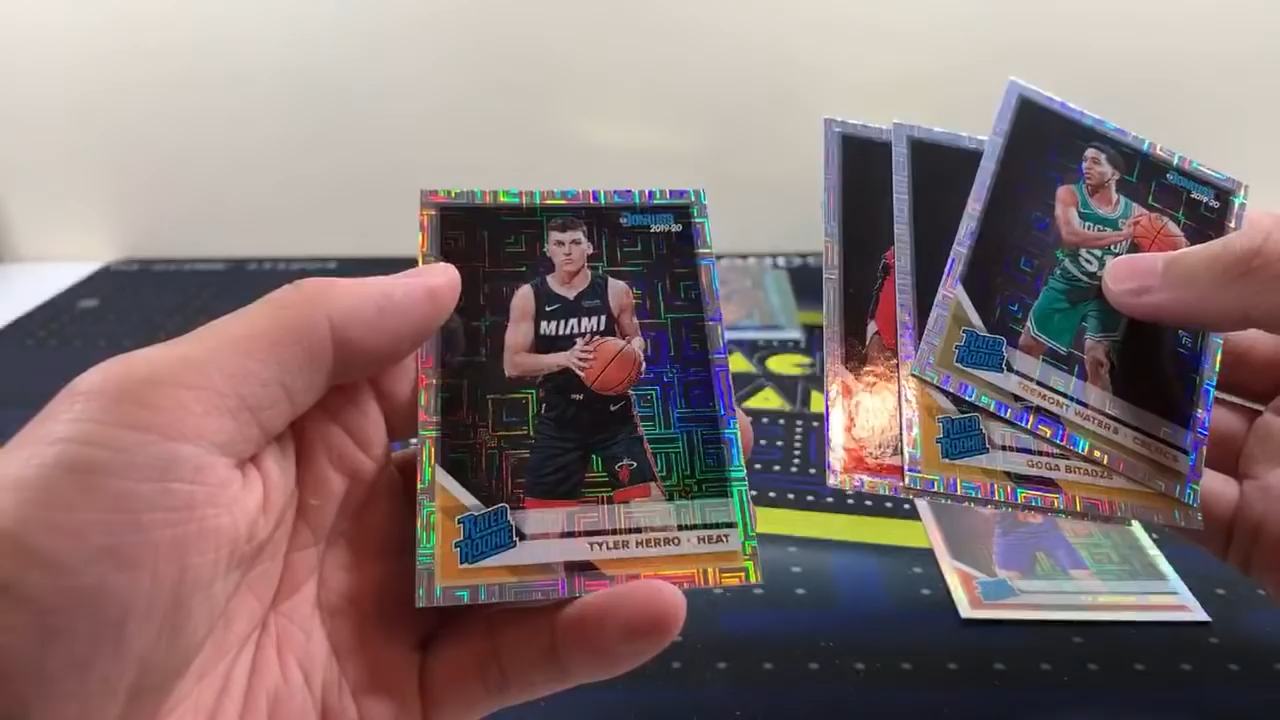 DONRUSS
2019-20
MIAMI
RATED
ROOKIE
TYLER HERRO · HEAT
DONRUSS
2019-20
BOSTON
RATED
ROOKIE
TREMONT WATERS · CELTICS
RATED
ROOKIE
GOGA BITADZE